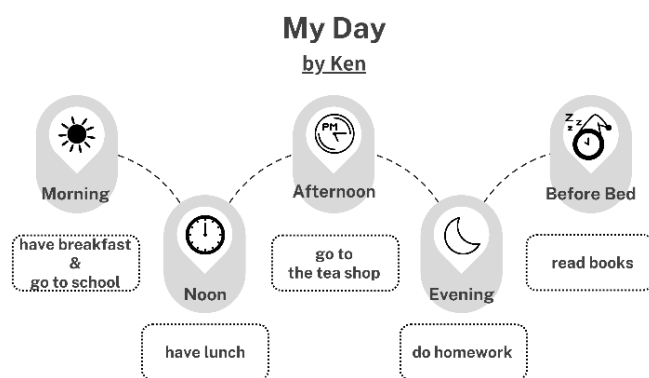 My Day
by Ken
Morning
have breakfast
&
go to school
Noon
have lunch
PM
Afternoon
go to
the tea shop
Evening
do homework
Z Z
z
Before Bed
read books